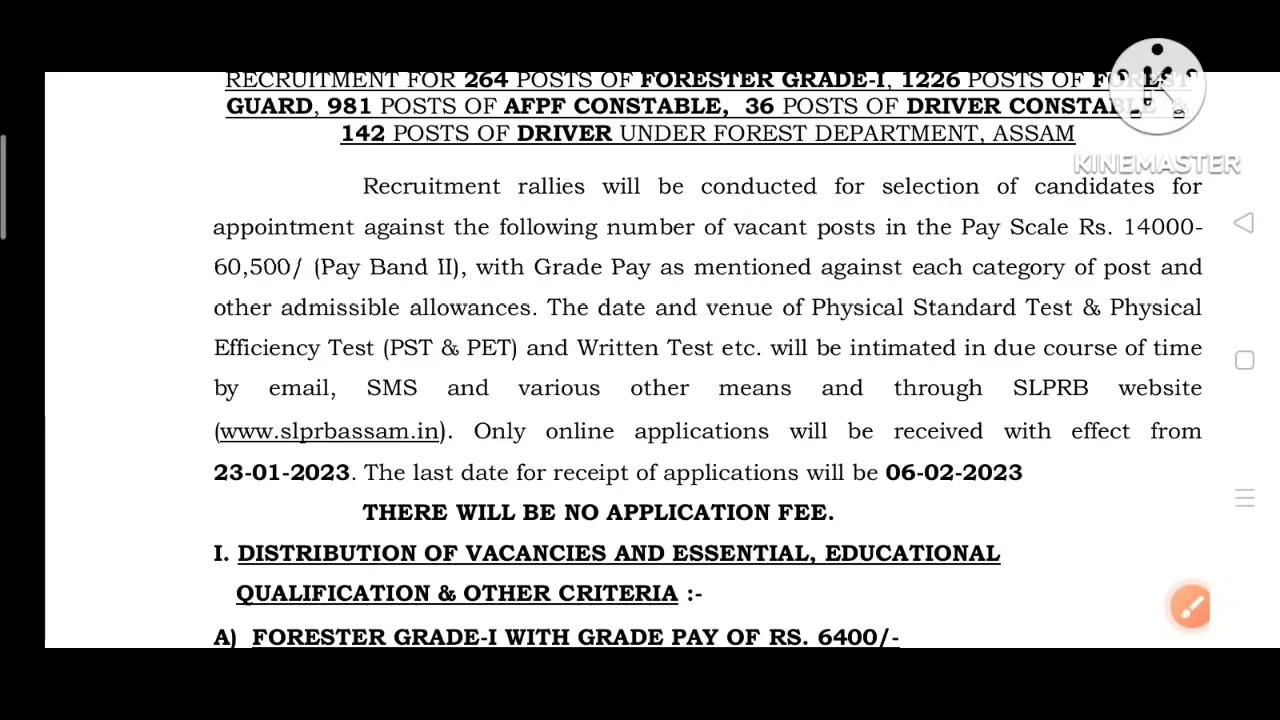 RECRUITMENT FOR 264 POSTS OF FORESTER GRADE-I, 1226 POSTS OF FOREST
GUARD, 981 POSTS OF AFPF CONSTABLE, 36 POSTS OF DRIVER CONSTABLE &
142 POSTS OF DRIVER UNDER FOREST DEPARTMENT, ASSAM
KINEMASTER
Recruitment rallies will be conducted for selection of candidates for
appointment against the following number of vacant posts in the Pay Scale Rs. 14000-
60,500/ (Pay Band II), with Grade Pay as mentioned against each category of post and
other admissible allowances. The date and venue of Physical Standard Test & Physical
Efficiency Test (PST & PET) and Written Test etc. will be intimated in due course of time
by email, SMS and various other means and through SLPRB website
(www.slprbassam.in). Only online applications will be received with effect from
23-01-2023. The last date for receipt of applications will be 06-02-2023
THERE WILL BE NO APPLICATION FEE.
I. DISTRIBUTION OF VACANCIES AND ESSENTIAL, EDUCATIONAL
QUALIFICATION & OTHER CRITERIA :-
A) FORESTER GRADE-I WITH GRADE PAY OF RS. 6400/-